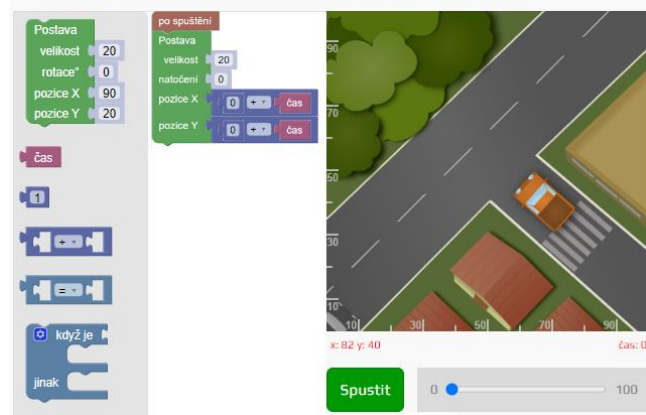 Postava
velikost 20
rotace° 0
pozice X 90
pozice Y 20
čas
1
+
=
když je
jinak
po spuštění
Postava
velikost 20
natočení 0
pozice X 0 + čas
pozice Y 0 + čas
90
70
50
30
10
10 30 50 70 90
x: 82 y: 40
čas: 0
Spustit
0 100